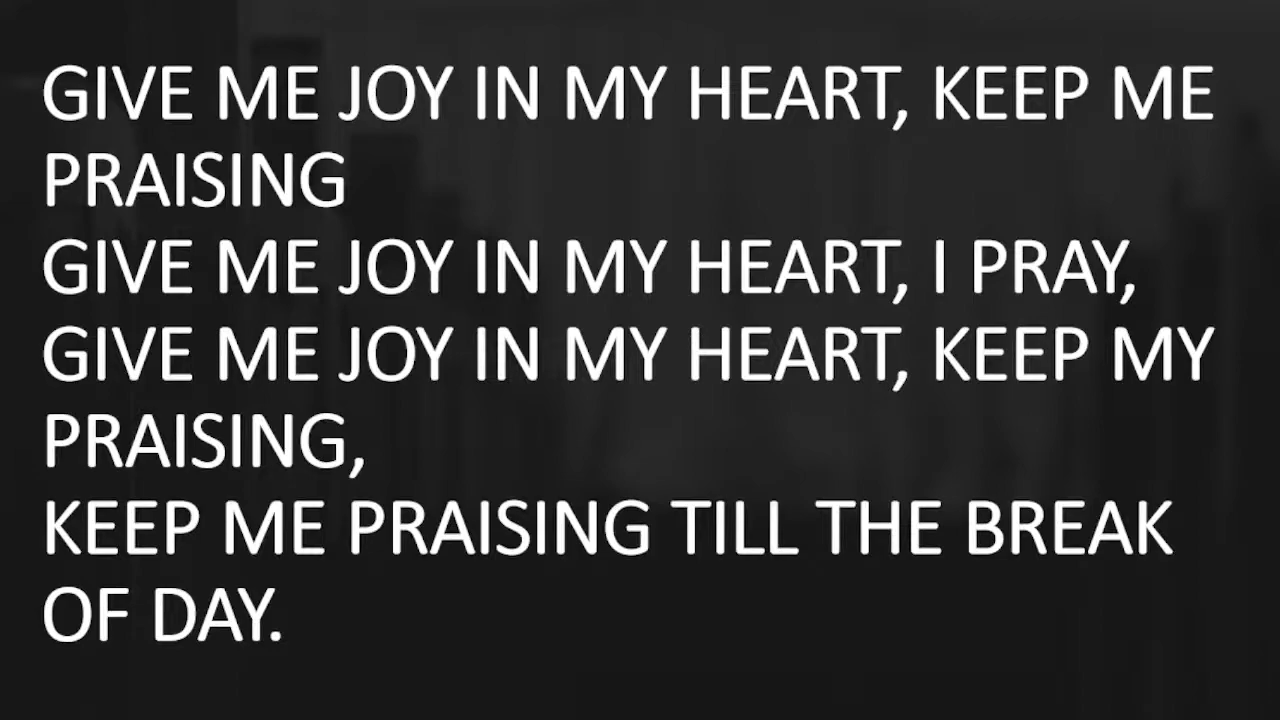 GIVE ME JOY IN MY HEART, KEEP ME
PRAISING
GIVE ME JOY IN MY HEART, I PRAY,
GIVE ME JOY IN MY HEART, KEEP MY
PRAISING,
KEEP ME PRAISING TILL THE BREAK
OF DAY.